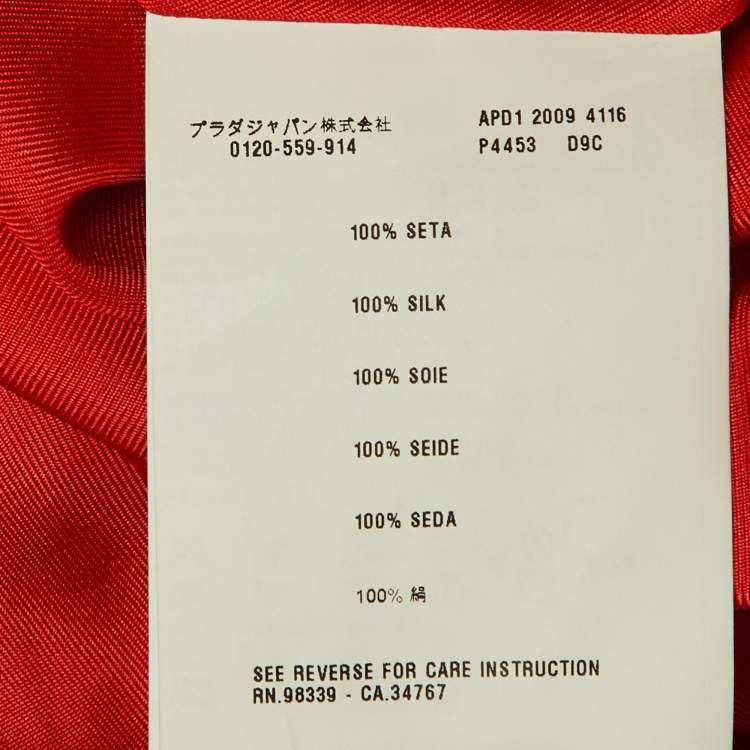 プラダジャパン株式会社 APD1 2009 4116
0120-559-914 P4453 D9C
100% SETA
100% SILK
100% SOIE
100% SEIDE
100% SEDA
100% 絹
SEE REVERSE FOR CARE INSTRUCTION
RN.98339 - CA.34767